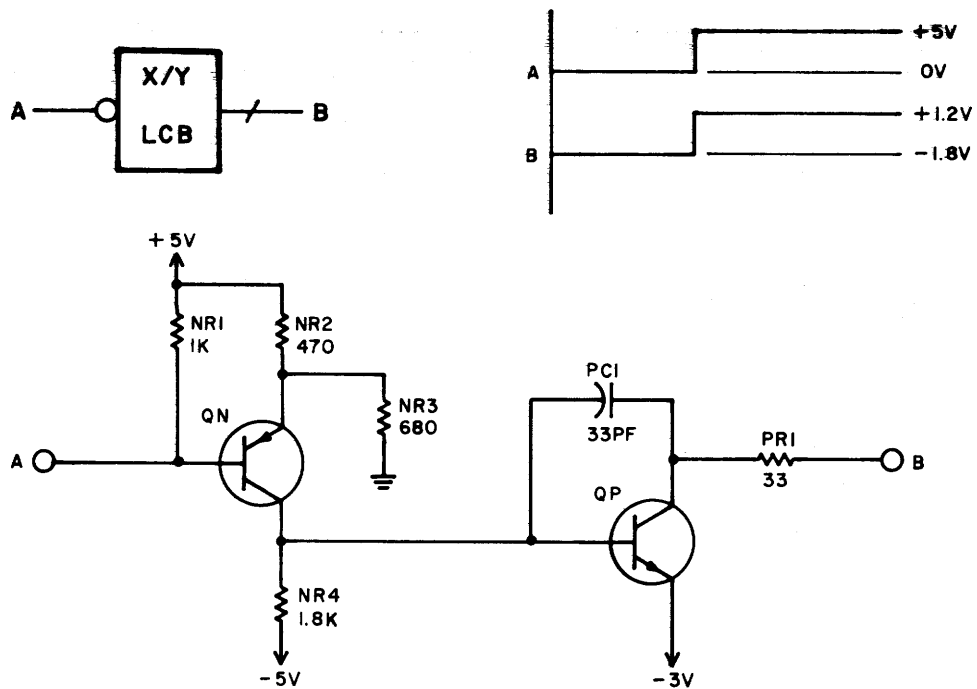 X/Y
A
B
LCB
+5V
A
0V
+1.2V
B
-1.8V
+5V
NR1
1K
NR2
470
NR3
680
QN
A
NR4
1.8K
-5V
PC1
33PF
QP
PR1
33
B
-3V